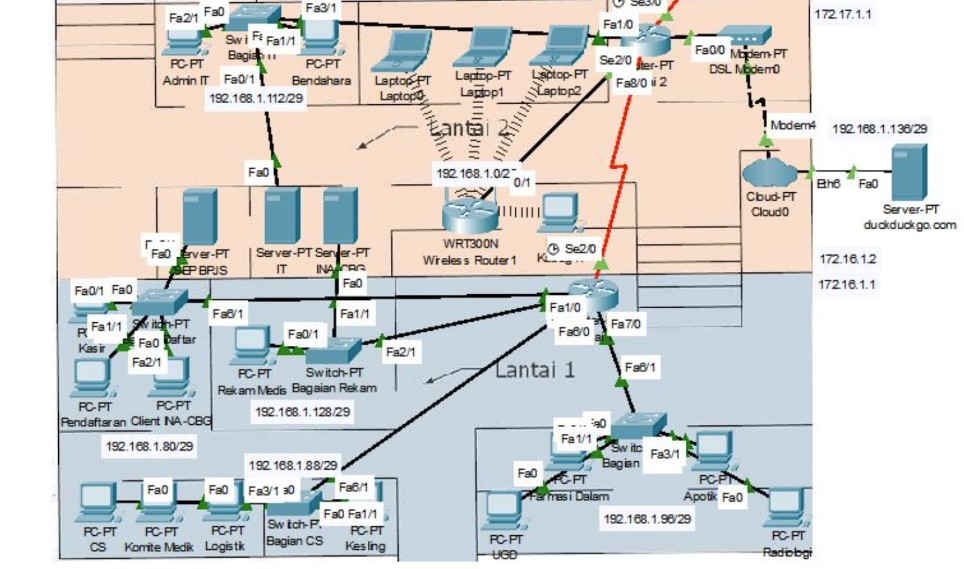 Fa2/1
Fa0
Fa3/1
Fa1/1
PC-PT
Admin IT
PC-PT
Bendahara
Fa0/1
192.168.1.112/29
Laptop-PT
Laptop0
Laptop-PT
Laptop1
Laptop-PT
Laptop2
Se3/0
Fa1/0
Se2/0
Fa8/0
Fa0/0
Modem-PT
DSL Modem0
172.17.1.1
Lantai 2
Modem4
192.168.1.136/29
Fa0
192.168.1.0/2
0/1
Cloud-PT
Cloud0
Eth6
Fa0
Server-PT
duckduckgo.com
WRT300N
Wireless Router1
Se2/0
Server-PT
SEP BPJS
Server-PT
IT
Server-PT
INA-CBG
Fa0
172.16.1.2
172.16.1.1
Fa0/1
Fa0
Switch-PT
Fa6/1
Fa0
Fa1/1
Fa1/0
Fa6/0
Fa7/0
Fa1/1
Kasir
Fa0
Fa2/1
Fa0/1
Fa2/1
PC-PT
Rekam Medis
Switch-PT
Bagaian Rekam
Fa6/1
Lantai 1
PC-PT
Pendaftaran
PC-PT
Client INA-CBG
192.168.1.128/29
192.168.1.80/29
Fa1/1
Fa3/1
Bagian
192.168.1.88/29
Fa0
Fa0
Fa3/1
Fa6/1
Fa0
Fa1/1
PC-PT
CS
PC-PT
Komite Medik
PC-PT
Logistik
Switch-PT
Bagian CS
PC-PT
Kesling
Fa0
PC-PT
Farmasi Dalam
PC-PT
Apotik
Fa0
192.168.1.96/29
PC-PT
UGD
PC-PT
Radiologi